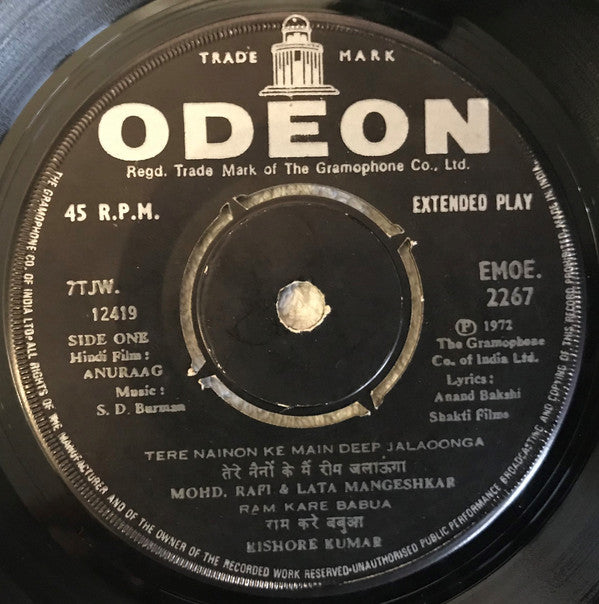 TRADE MARK
ODEON
Regd. Trade Mark of The Gramophone Co., Ltd.
45 R.P.M.
EXTENDED PLAY
7TJW.
12419
SIDE ONE
Hindi Film :
ANURAAG
Music :
S. D. Burman
EMOE.
2267
Ⓟ 1972
The Gramophone
Co. of India Ltd.
Lyrics :
Anand Bakshi
Shakti Films
TERE NAINON KE MAIN DEEP JALAOONGA
तेरे नैनों के मैं दीप जलाऊंगा
MOHD. RAFI & LATA MANGESHKAR
RAM KARE BABUA
राम करे बबुआ
KISHORE KUMAR
THE GRAMOPHONE CO. OF INDIA LTD•ALL RIGHTS OF THE MANUFACTURER AND OF THE OWNER OF THE RECORDED WORK RESERVED•UNAUTHORISED PUBLIC PERFORMANCE BROADCASTING AND COPYING OF THIS RECORD PROHIBITED•MADE IN INDIA